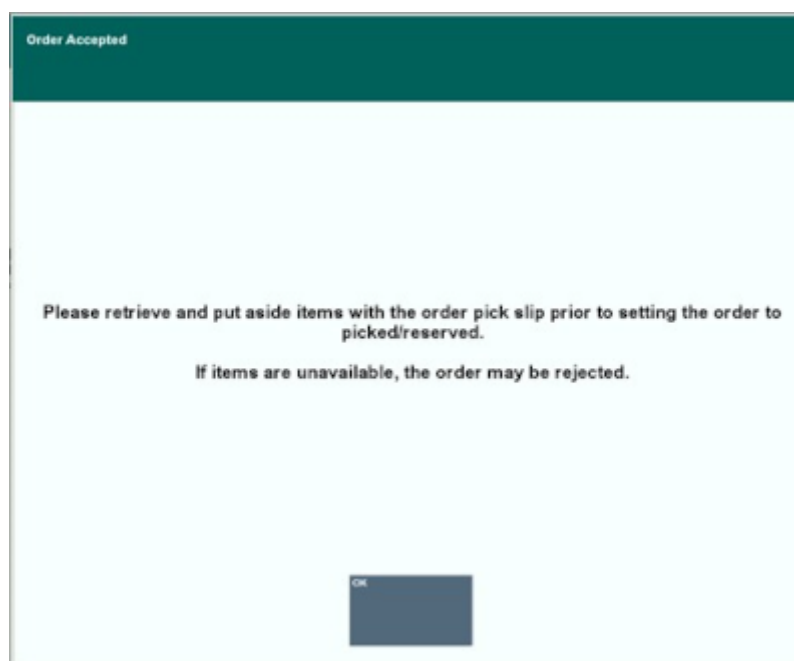 Order Accepted
Please retrieve and put aside items with the order pick slip prior to setting the order to
picked/reserved.
If items are unavailable, the order may be rejected.
OK